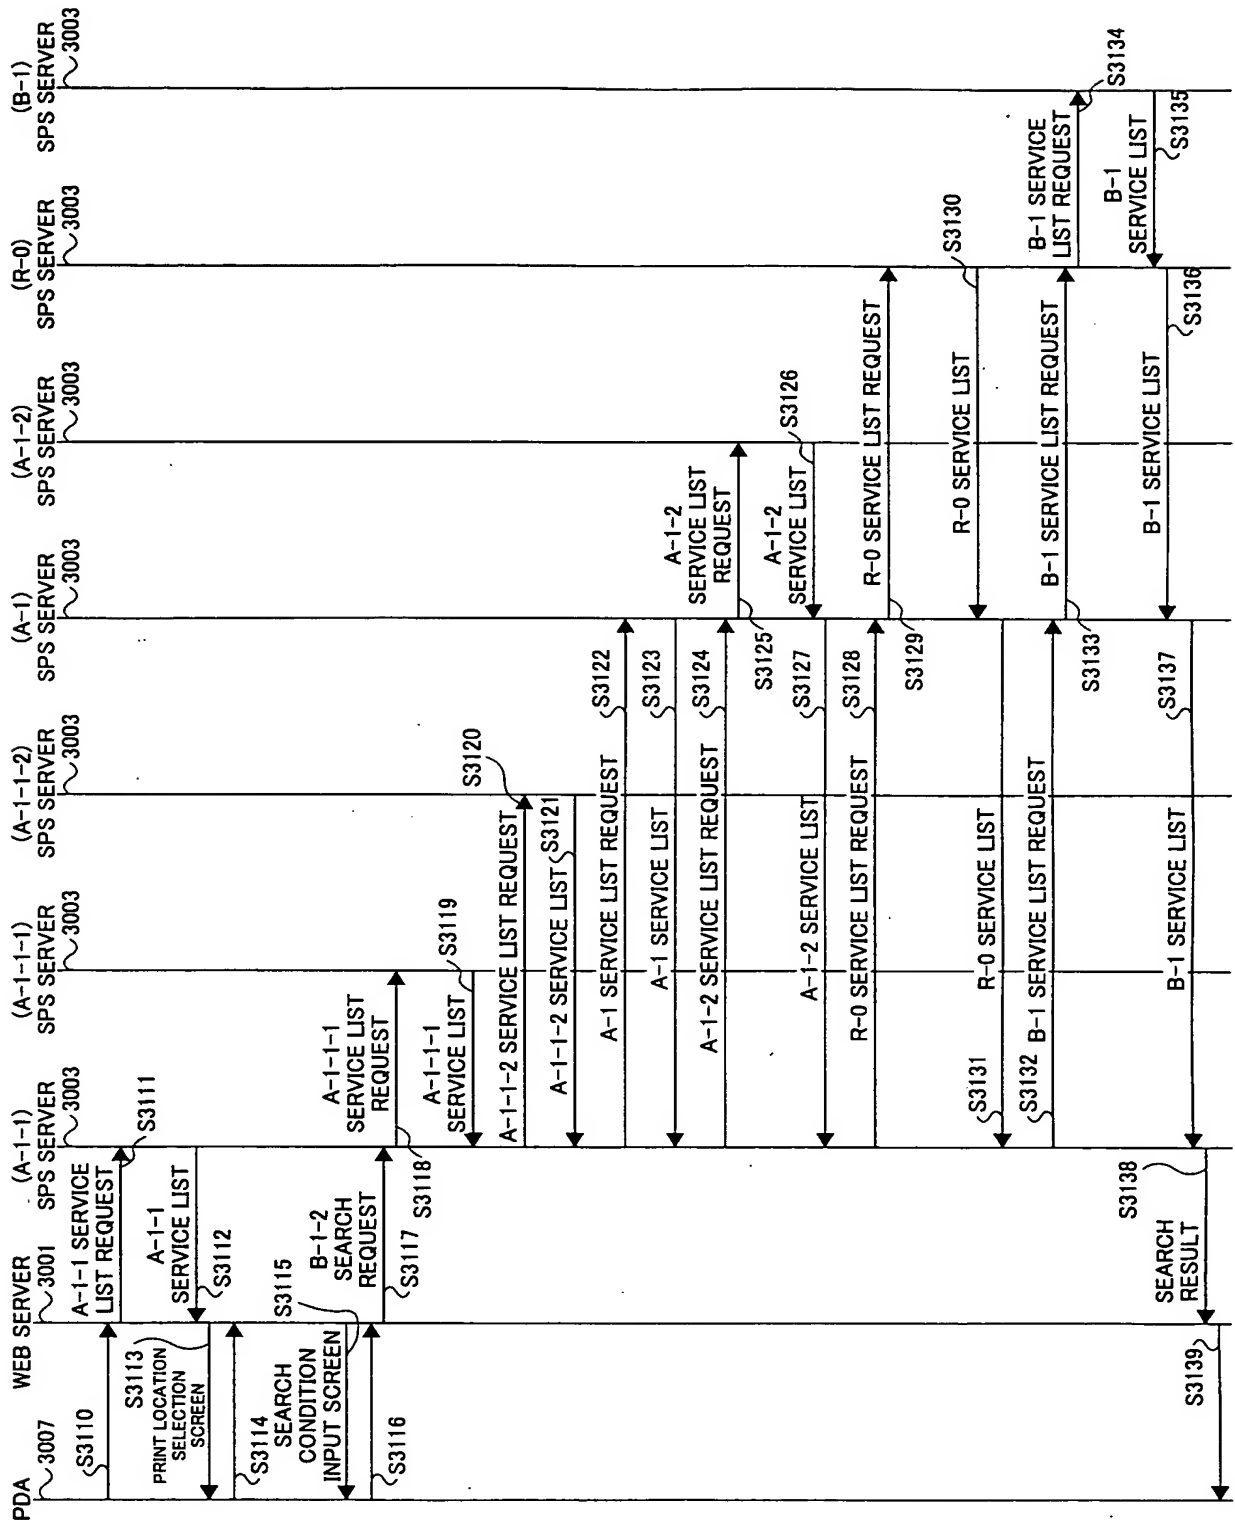 PDA
3007
WEB SERVER
3001
(A-1-1)
SPS SERVER
3003
(A-1-1-1)
SPS SERVER
3003
(A-1-1-2)
SPS SERVER
3003
(A-1)
SPS SERVER
3003
(A-1-2)
SPS SERVER
3003
(R-0)
SPS SERVER
3003
(B-1)
SPS SERVER
3003
S3110
A-1-1 SERVICE
LIST REQUEST
S3111
A-1-1
SERVICE LIST
S3112
S3113
PRINT LOCATION
SELECTION
SCREEN
S3114
SEARCH
CONDITION
INPUT SCREEN
S3115
S3116
B-1-2
SEARCH
REQUEST
S3117
A-1-1-1
SERVICE LIST
REQUEST
S3118
A-1-1-1
SERVICE LIST
S3119
A-1-1-2 SERVICE LIST REQUEST
S3120
A-1-1-2 SERVICE LIST
S3121
A-1 SERVICE LIST REQUEST
S3122
A-1 SERVICE LIST
S3123
A-1-2 SERVICE LIST REQUEST
S3124
A-1-2
SERVICE LIST
REQUEST
S3125
A-1-2
SERVICE LIST
S3126
A-1-2 SERVICE LIST
S3127
R-0 SERVICE LIST REQUEST
S3128
R-0 SERVICE LIST REQUEST
S3129
R-0 SERVICE LIST
S3130
R-0 SERVICE LIST
S3131
B-1 SERVICE LIST REQUEST
S3132
B-1 SERVICE LIST REQUEST
S3133
B-1 SERVICE
LIST REQUEST
S3134
B-1
SERVICE LIST
S3135
B-1 SERVICE LIST
S3136
B-1 SERVICE LIST
S3137
SEARCH
RESULT
S3138
S3139